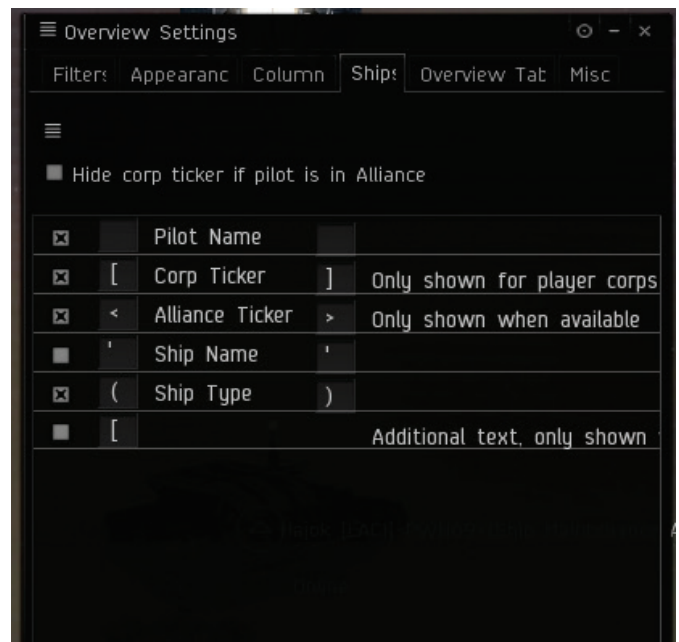 Overview Settings
Filters Appearanc Column Ships Overview Tab Misc
Hide corp ticker if pilot is in Alliance
Pilot Name
[ Corp Ticker ] Only shown for player corps
< Alliance Ticker > Only shown when available
' Ship Name '
( Ship Type )
[ Additional text, only shown